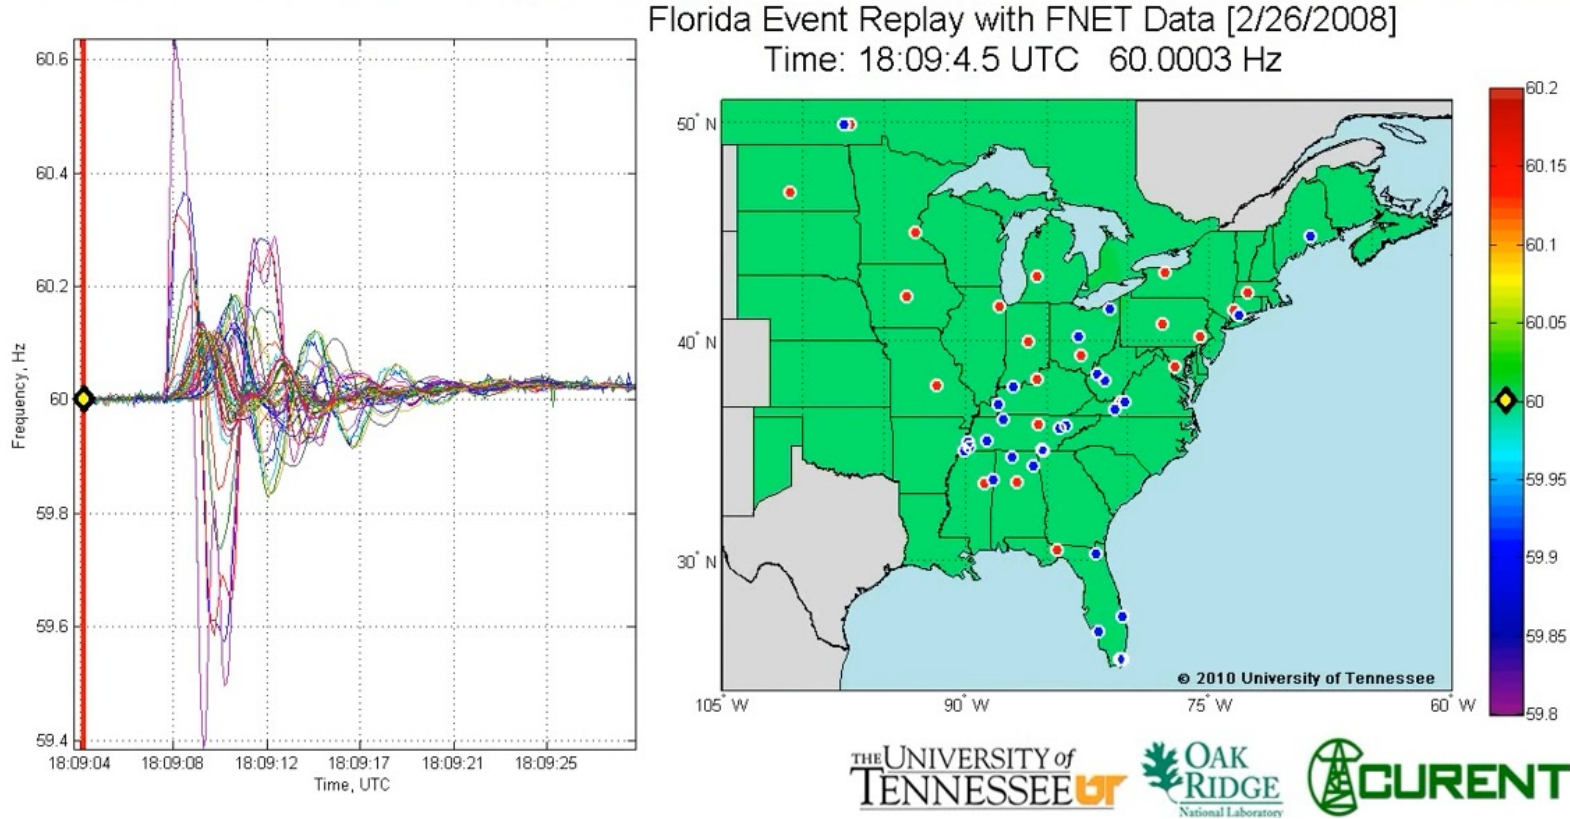 Florida Event Replay with FNET Data [2/26/2008]
Time: 18:09:4.5 UTC 60.0003 Hz
60.6
60.4
60.2
60
59.8
59.6
59.4
Frequency, Hz
18:09:04 18:09:08 18:09:12 18:09:17 18:09:21 18:09:25
Time, UTC
50° N
40° N
30° N
105° W 90° W 75° W 60° W
© 2010 University of Tennessee
60.2
60.15
60.1
60.05
60
59.95
59.9
59.85
59.8
THE UNIVERSITY of
TENNESSEE UT
OAK
RIDGE
National Laboratory
CURENT